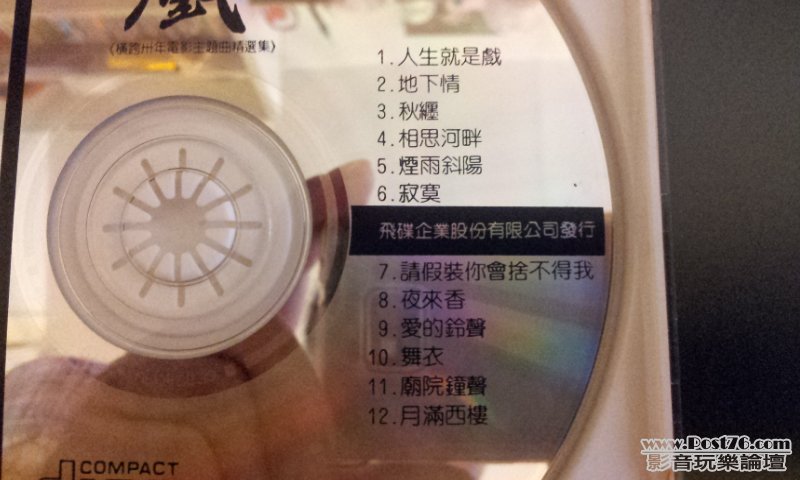 《橫跨卅年電影主題曲精選集》
1.人生就是戲
2.地下情
3.秋纏
4.相思河畔
5.煙雨斜陽
6.寂寞
飛碟企業股份有限公司發行
7.請假裝你會捨不得我
8.夜來香
9.愛的鈴聲
10.舞衣
11.廟院鐘聲
12.月滿西樓
COMPACT
www.Post76.com
影音玩樂論壇